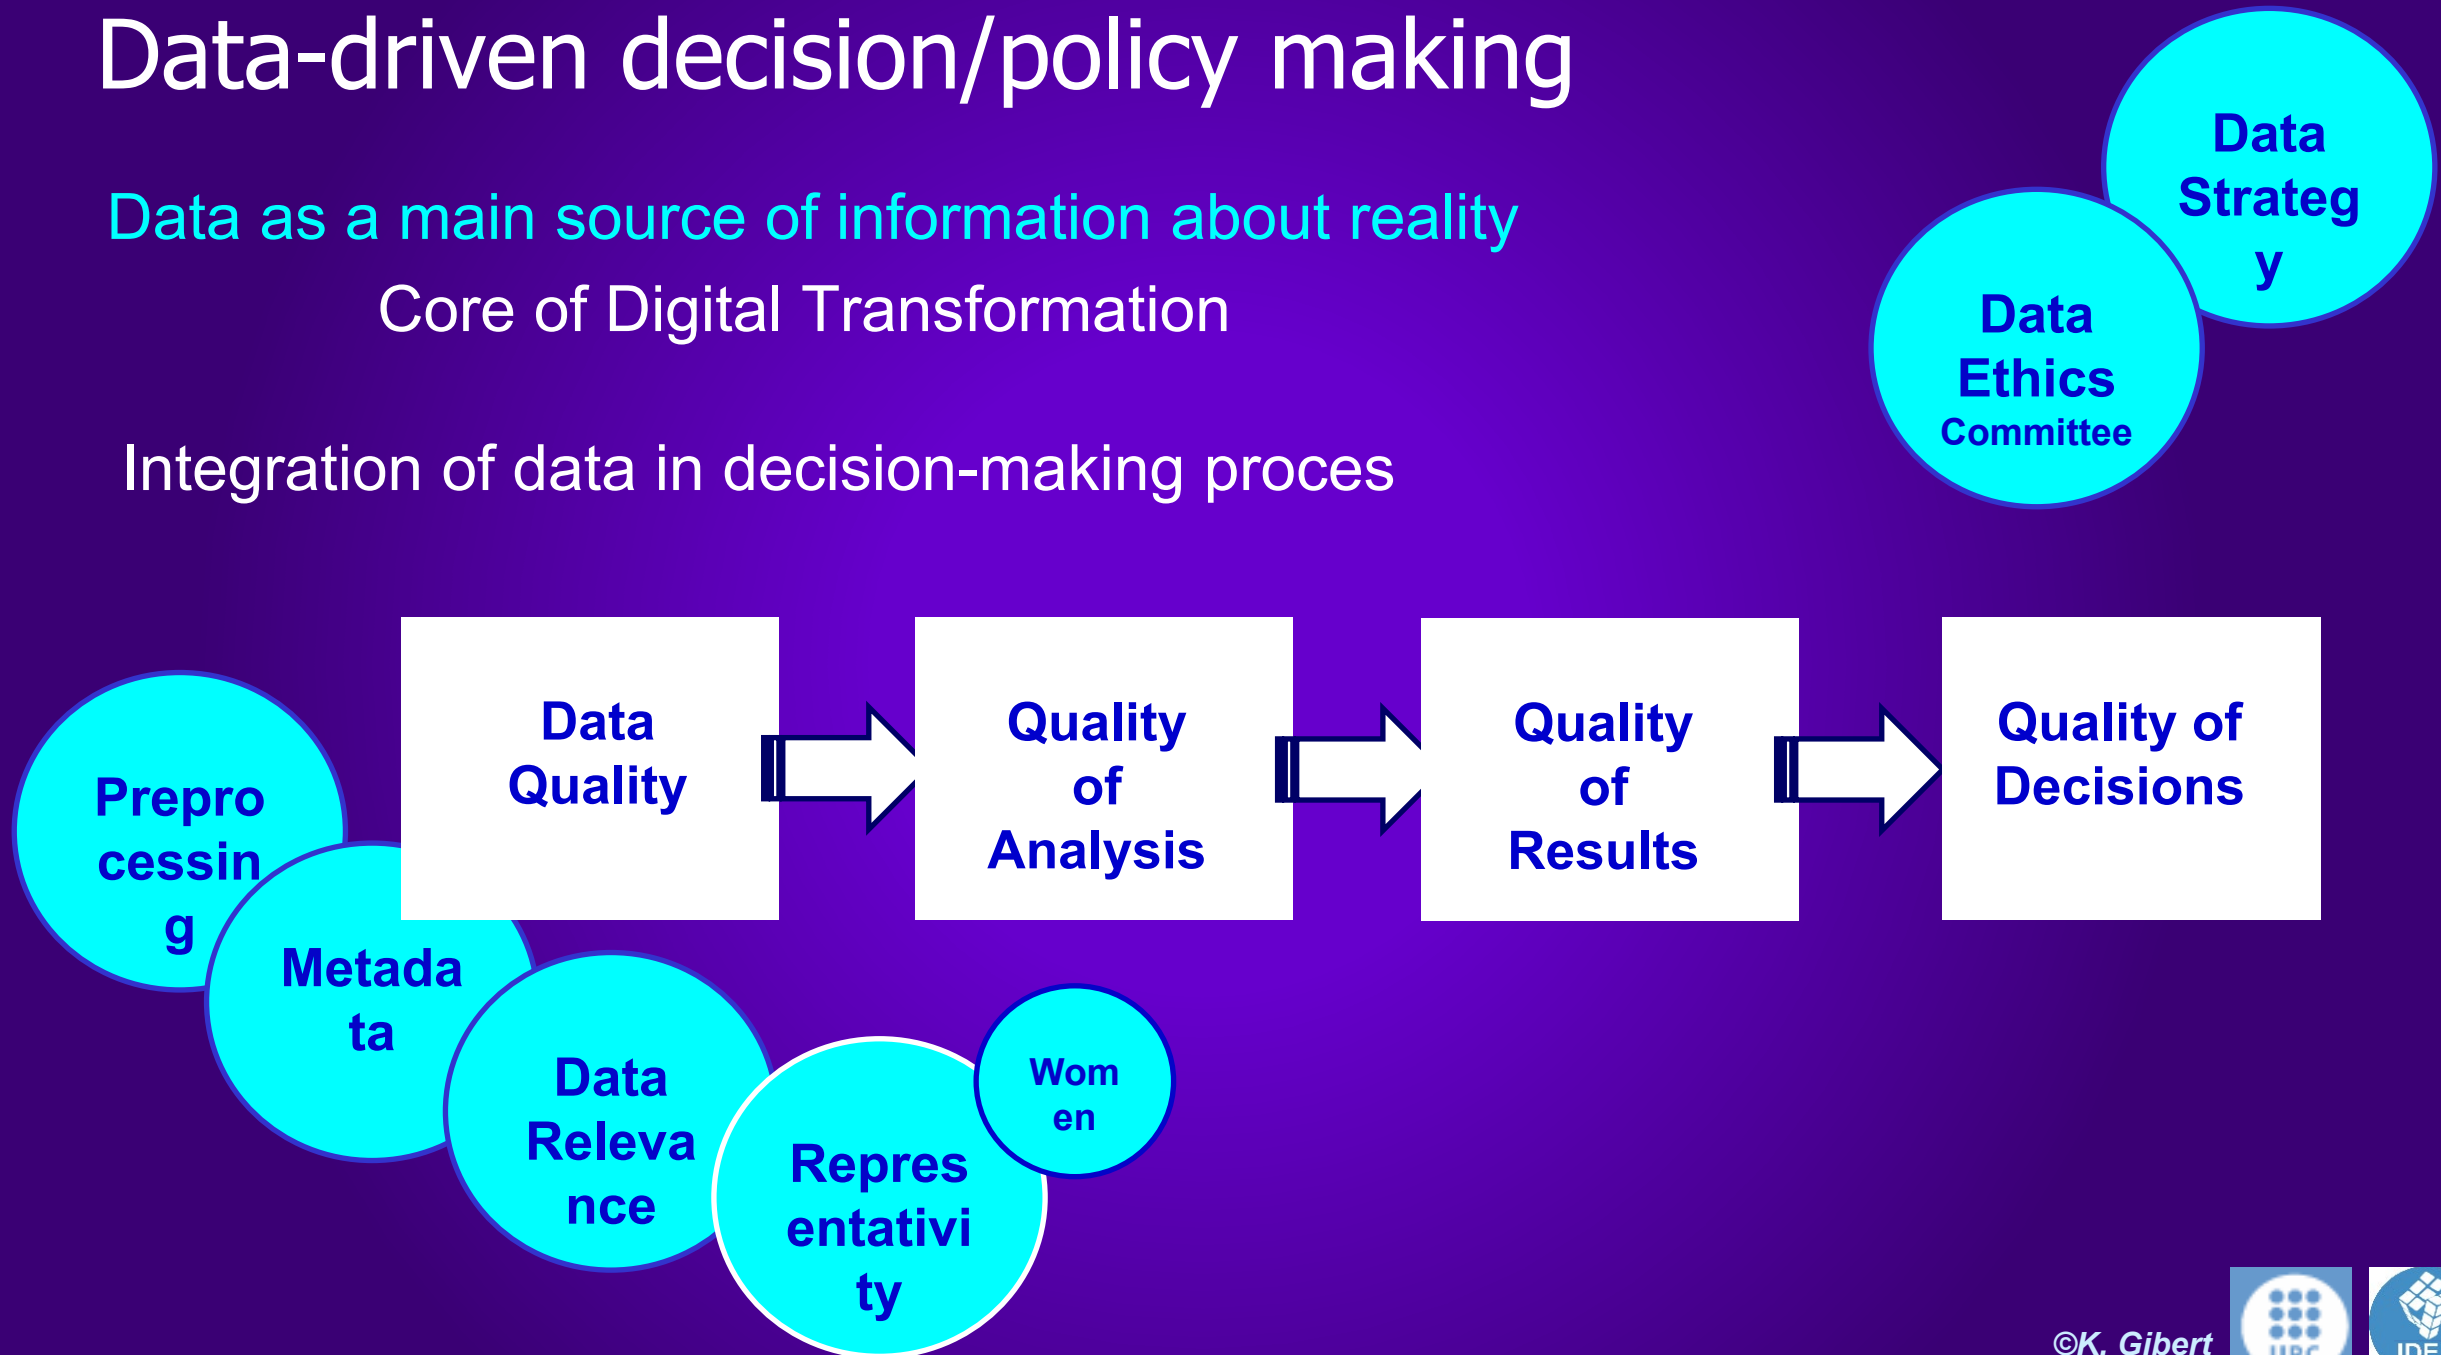 Data-driven decision/policy making
Data
Strateg
y
Data as a main source of information about reality
Core of Digital Transformation
Data
Ethics
Committee
Integration of data in decision-making proces
Data
Quality
Quality
of
Analysis
Quality
of
Results
Quality of
Decisions
Prepro
cessin
g
Metada
ta
Data
Releva
nce
Repres
entativi
ty
Wom
en
©K. Gibert